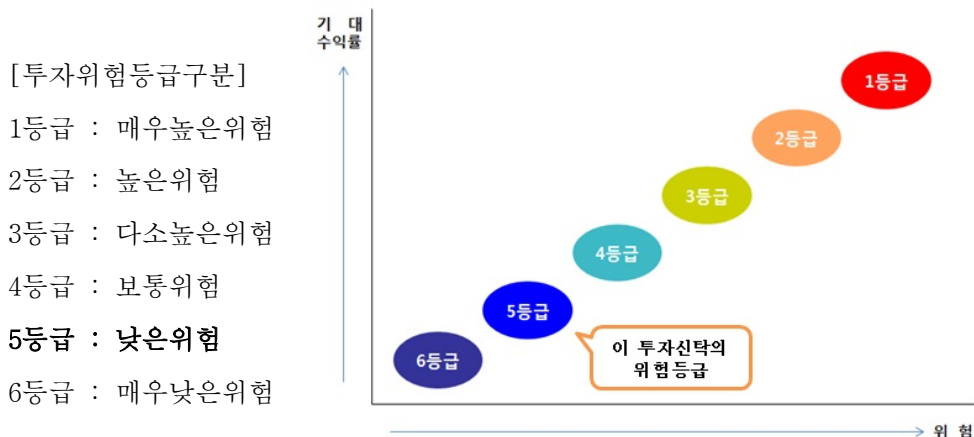 [투자위험등급구분]
1등급 : 매우높은위험
2등급 : 높은위험
3등급 : 다소높은위험
4등급 : 보통위험
5등급 : 낮은위험
6등급 : 매우낮은위험
기 대
수익률
1등급
2등급
3등급
4등급
5등급
6등급
이 투자신탁의
위험등급
위 험